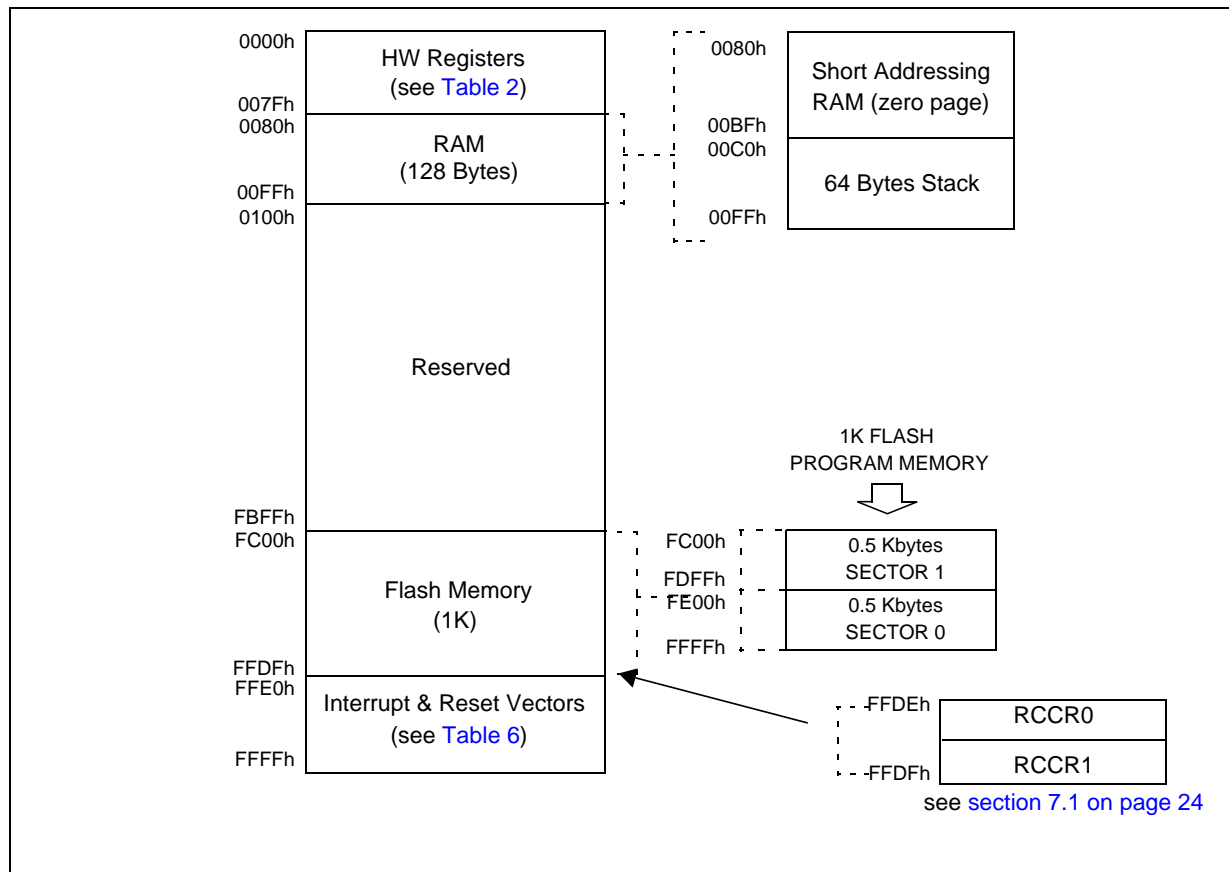 0000h
HW Registers
(see Table 2)
007Fh
0080h
RAM
(128 Bytes)
00FFh
0100h
Reserved
FBFFh
FC00h
Flash Memory
(1K)
FFDFh
FFE0h
Interrupt & Reset Vectors
(see Table 6)
FFFFh
0080h
Short Addressing
RAM (zero page)
00BFh
00C0h
64 Bytes Stack
00FFh
1K FLASH
PROGRAM MEMORY
FC00h
0.5 Kbytes
SECTOR 1
FDFFh
FE00h
0.5 Kbytes
SECTOR 0
FFFFh
FFDEh
RCCR0
RCCR1
FFDFh
see section 7.1 on page 24